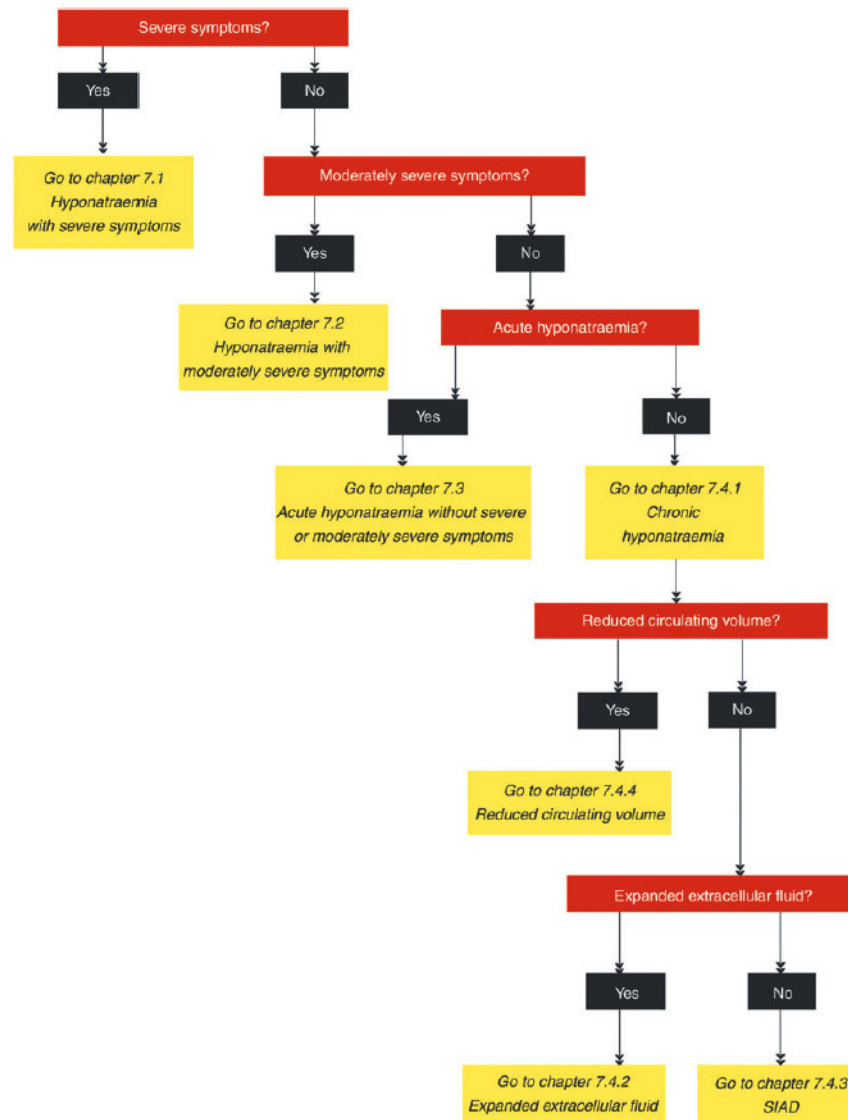 Severe symptoms?
Yes
No
Go to chapter 7.1
Hyponatraemia
with severe symptoms
Moderately severe symptoms?
Yes
No
Go to chapter 7.2
Hyponatraemia with
moderately severe symptoms
Acute hyponatraemia?
Yes
No
Go to chapter 7.3
Acute hyponatraemia without severe
or moderately severe symptoms
Go to chapter 7.4.1
Chronic
hyponatraemia
Reduced circulating volume?
Yes
No
Go to chapter 7.4.4
Reduced circulating volume
Expanded extracellular fluid?
Yes
No
Go to chapter 7.4.2
Expanded extracellular fluid
Go to chapter 7.4.3
SIAD